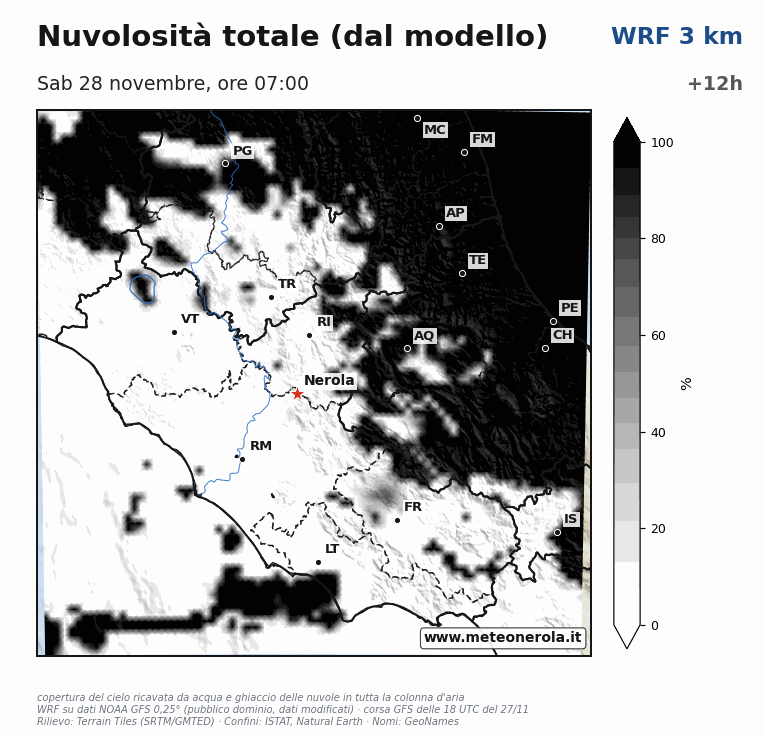 Nuvolosità totale (dal modello)
WRF 3 km
Sab 28 novembre, ore 07:00
+12h
MC
FM
PG
AP
TE
TR
PE
VT
RI
AQ
CH
Nerola
RM
FR
IS
LT
www.meteonerola.it
100
80
60
40
20
0
%
copertura del cielo ricavata da acqua e ghiaccio delle nuvole in tutta la colonna d'aria
WRF su dati NOAA GFS 0,25° (pubblico dominio, dati modificati) · corsa GFS delle 18 UTC del 27/11
Rilievo: Terrain Tiles (SRTM/GMTED) · Confini: ISTAT, Natural Earth · Nomi: GeoNames